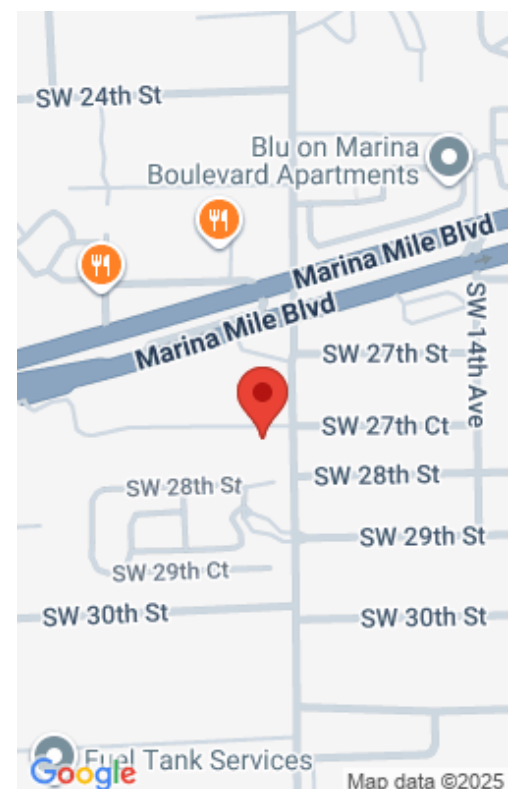 SW 24th St
Blu on Marina
Boulevard Apartments
Marina Mile Blvd
Marina Mile Blvd
SW 14th Ave
SW 27th St
SW 27th Ct
SW 28th St
SW 28th St
SW 29th St
SW 29th Ct
SW 30th St
SW 30th St
Fuel Tank Services
Google
Map data ©2025